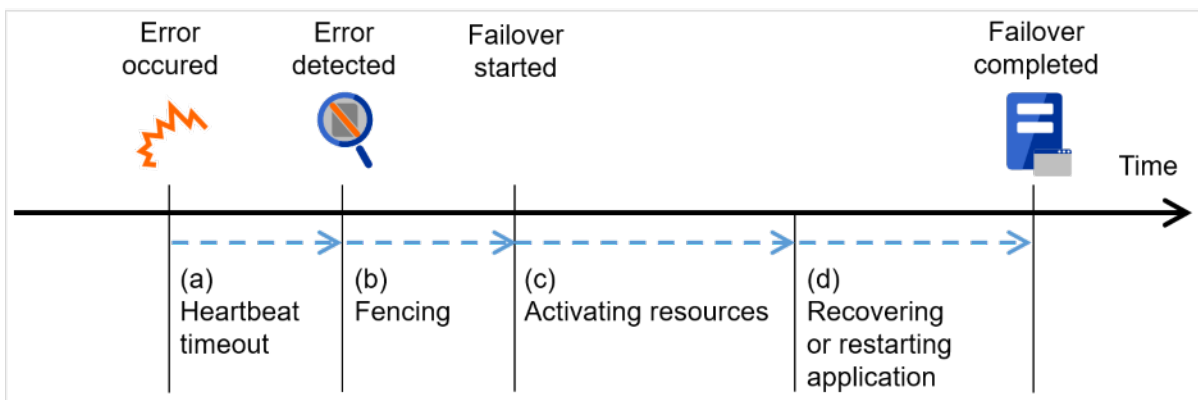 Error
occured
Error
detected
Failover
started
Failover
completed
Time
(a)
Heartbeat
timeout
(b)
Fencing
(c)
Activating resources
(d)
Recovering
or restarting
application